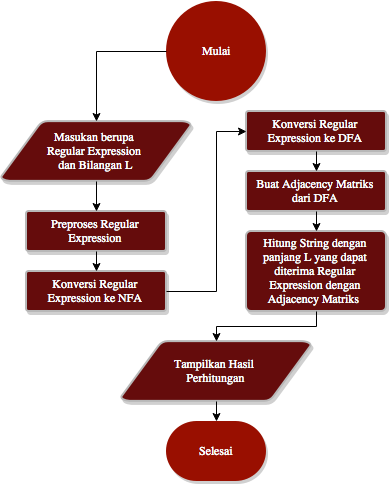 Mulai
Masukan berupa
Regular Expression
dan Bilangan L
Preproses Regular
Expression
Konversi Regular
Expression ke NFA
Konversi Regular
Expression ke DFA
Buat Adjacency Matriks
dari DFA
Hitung String dengan
panjang L yang dapat
diterima Regular
Expression dengan
Adjacency Matriks
Tampilkan Hasil
Perhitungan
Selesai